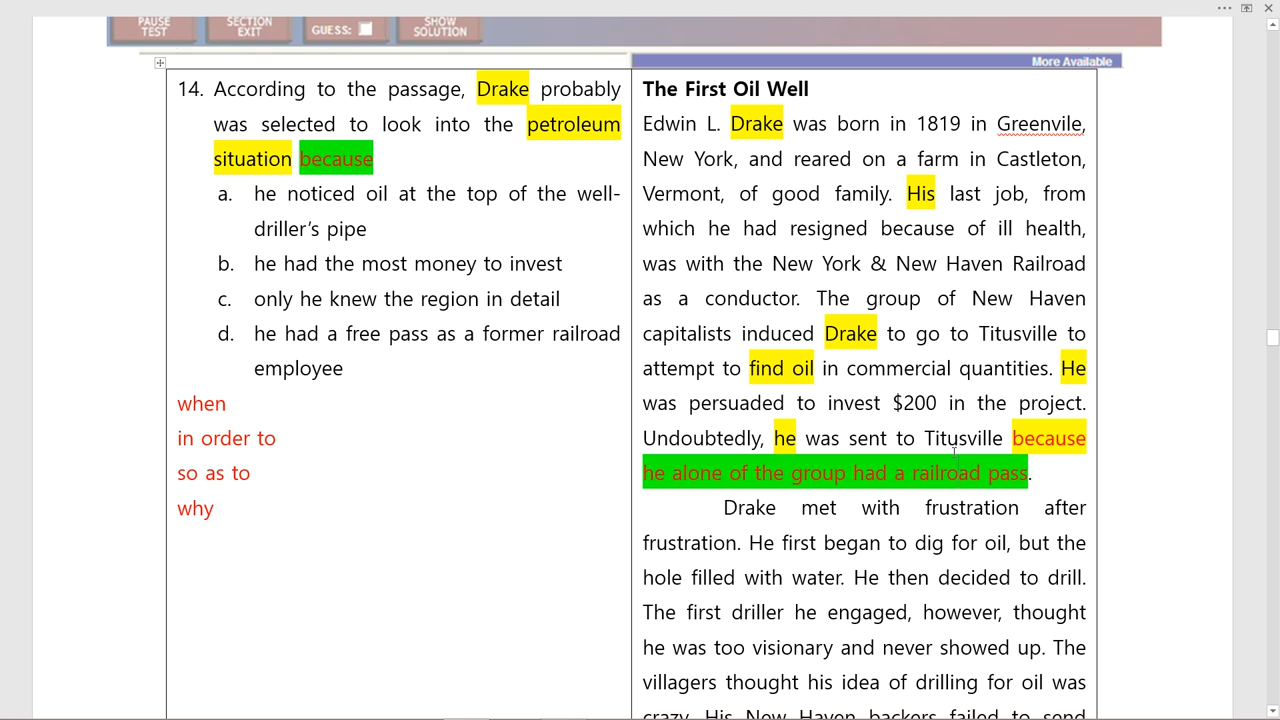 PAUSE
TEST
SECTION
EXIT
GUESS:
SHOW
SOLUTION
More Available
14. According to the passage, Drake probably
was selected to look into the petroleum
situation because
a. he noticed oil at the top of the well-
driller’s pipe
b. he had the most money to invest
c. only he knew the region in detail
d. he had a free pass as a former railroad
employee
when
in order to
so as to
why
The First Oil Well
Edwin L. Drake was born in 1819 in Greenvile,
New York, and reared on a farm in Castleton,
Vermont, of good family. His last job, from
which he had resigned because of ill health,
was with the New York & New Haven Railroad
as a conductor. The group of New Haven
capitalists induced Drake to go to Titusville to
attempt to find oil in commercial quantities. He
was persuaded to invest $200 in the project.
Undoubtedly, he was sent to Titusville because
he alone of the group had a railroad pass.
Drake met with frustration after
frustration. He first began to dig for oil, but the
hole filled with water. He then decided to drill.
The first driller he engaged, however, thought
he was too visionary and never showed up. The
villagers thought his idea of drilling for oil was
crazy. His New Haven backers failed to send